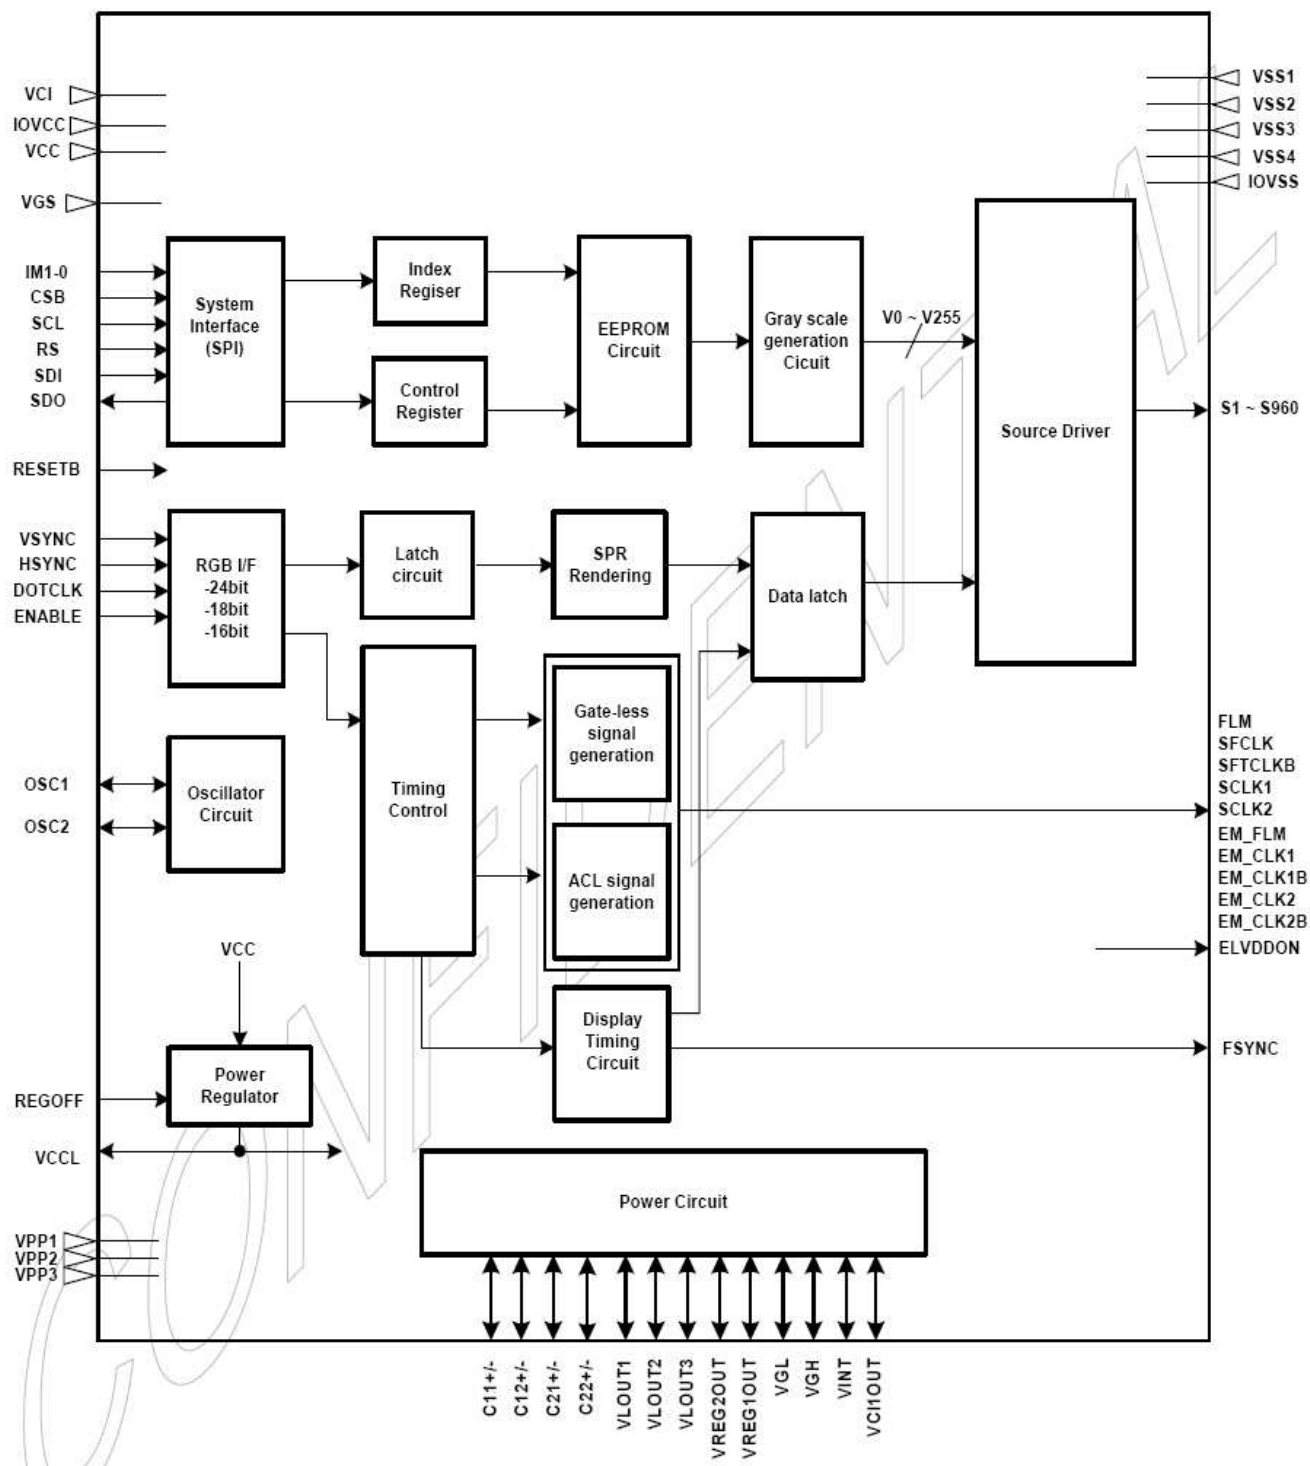 VCI
IOVCC
VCC
VGS
VSS1
VSS2
VSS3
VSS4
IOVSS
IM1-0
CSB
SCL
RS
SDI
SDO
RESETB
System
Interface
(SPI)
Index
Regiser
Control
Register
EEPROM
Circuit
Gray scale
generation
Cicuit
V0 ~ V255
Source Driver
S1 ~ S960
VSYNC
HSYNC
DOTCLK
ENABLE
RGB I/F
-24bit
-18bit
-16bit
Latch
circuit
SPR
Rendering
Data latch
OSC1
OSC2
Oscillator
Circuit
Timing
Control
Gate-less
signal
generation
ACL signal
generation
FLM
SFCLK
SFTCLKB
SCLK1
SCLK2
EM_FLM
EM_CLK1
EM_CLK1B
EM_CLK2
EM_CLK2B
ELVDDON
VCC
Power
Regulator
REGOFF
VCCL
Display
Timing
Circuit
FSYNC
VPP1
VPP2
VPP3
Power Circuit
C11+/-
C12+/-
C21+/-
C22+/-
VLOUT1
VLOUT2
VLOUT3
VREG2OUT
VREG1OUT
VGL
VGH
VINT
VCI1OUT
CONFIDENTIAL